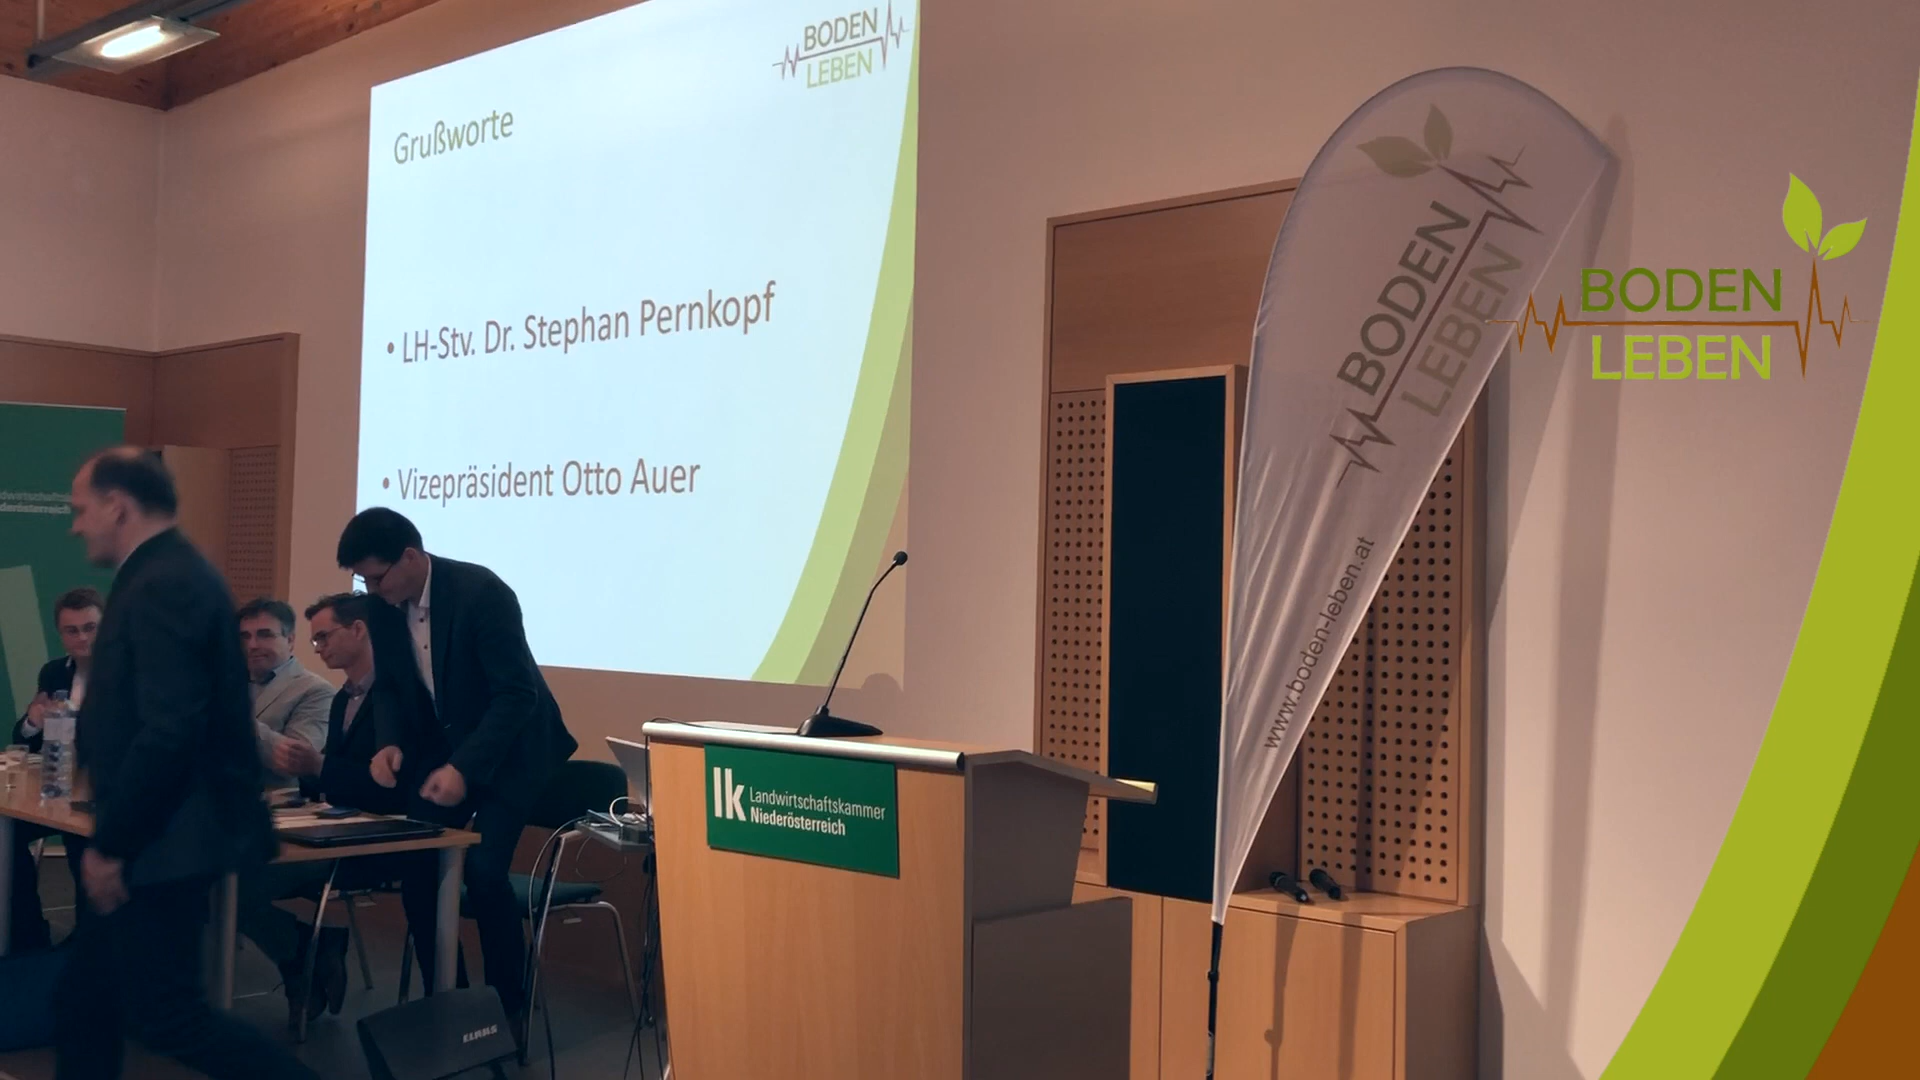 BODEN
LEBEN
Grußworte
• LH-Stv. Dr. Stephan Pernkopf
• Vizepräsident Otto Auer
BODEN
LEBEN
www.boden-leben.at
BODEN
LEBEN
lk Landwirtschaftskammer
Niederösterreich
CLAAS